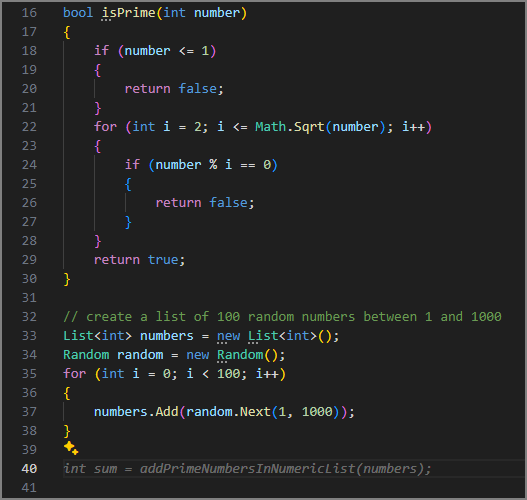 16 bool isPrime(int number)
17 {
18 if (number <= 1)
19 {
20 return false;
21 }
22 for (int i = 2; i <= Math.Sqrt(number); i++)
23 {
24 if (number % i == 0)
25 {
26 return false;
27 }
28 }
29 return true;
30 }
31
32 // create a list of 100 random numbers between 1 and 1000
33 List<int> numbers = new List<int>();
34 Random random = new Random();
35 for (int i = 0; i < 100; i++)
36 {
37 numbers.Add(random.Next(1, 1000));
38 }
39
40 int sum = addPrimeNumbersInNumericList(numbers);
41